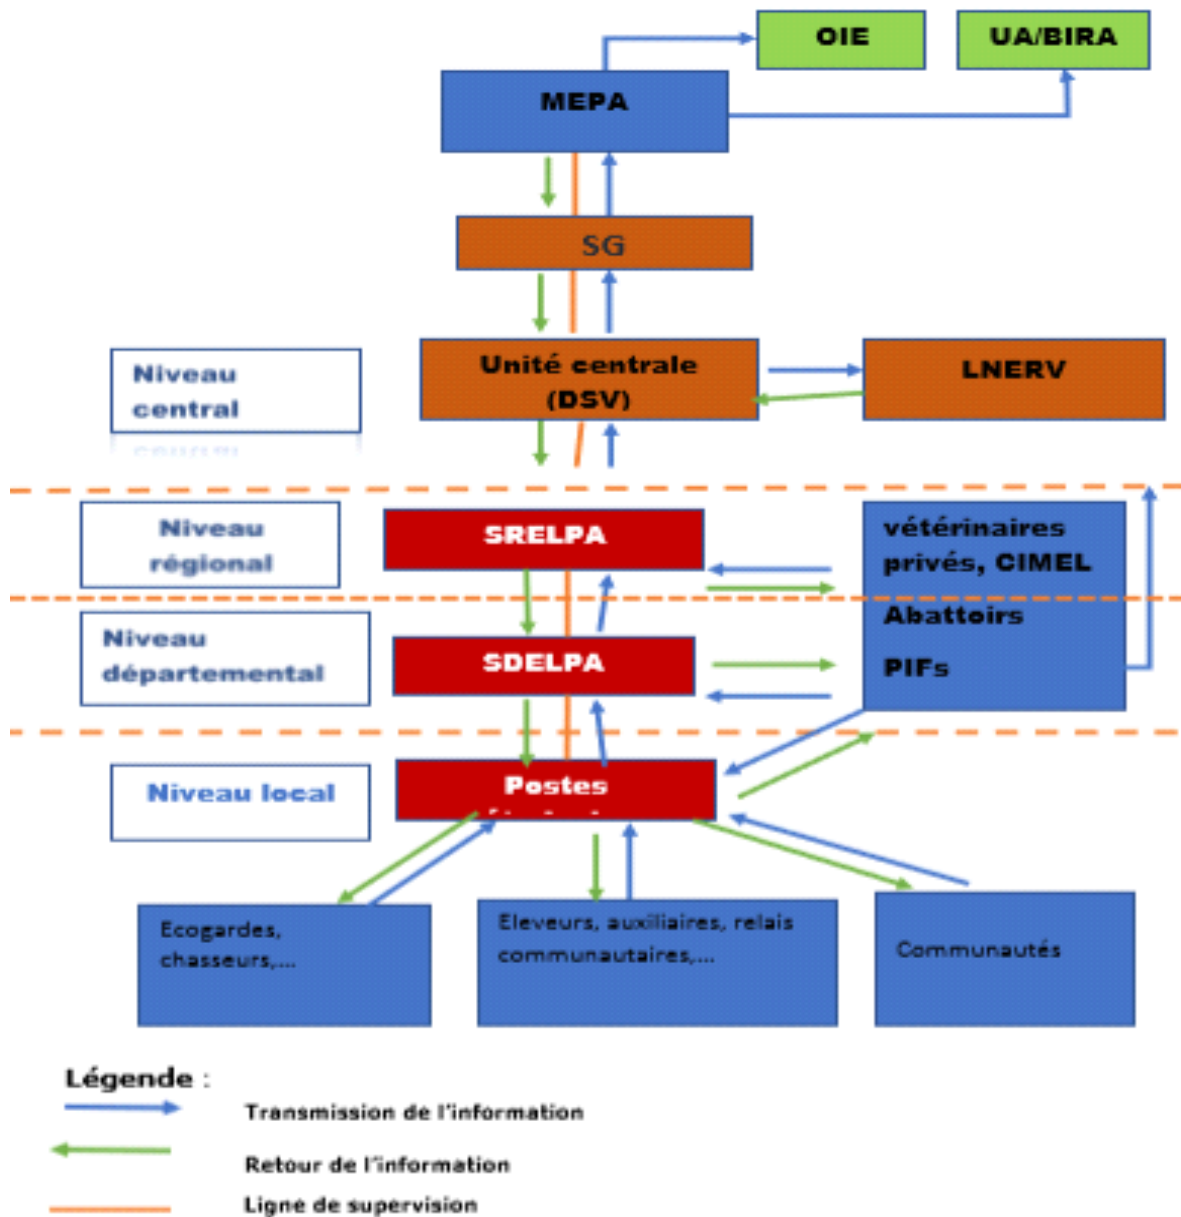 OIE
UA/BIRA
MEPA
SG
Niveau
central
Unité centrale
(DSV)
LNERV
Niveau
régional
SRELPA
vétérinaires
privés, CIMEL
Abattoirs
PIFs
Niveau
départemental
SDELPA
Niveau local
Postes
Ecogardes,
chasseurs,...
Eleveurs, auxiliaires, relais
communautaires,...
Communautés
Légende :
Transmission de l'information
Retour de l'information
Ligne de supervision